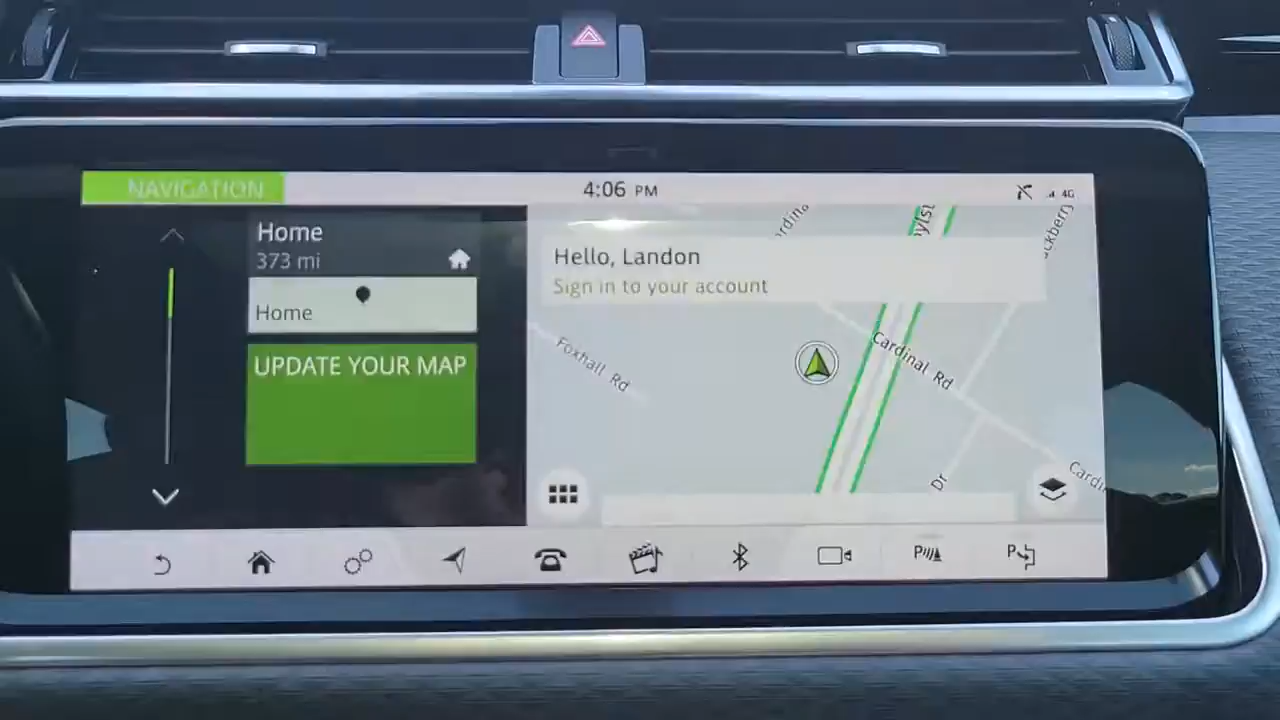 NAVIGATION
4:06 PM
4G
Home
373 mi
Home
UPDATE YOUR MAP
Hello, Landon
Sign in to your account
Foxhall Rd
Cardinal Rd
Dr
P
P